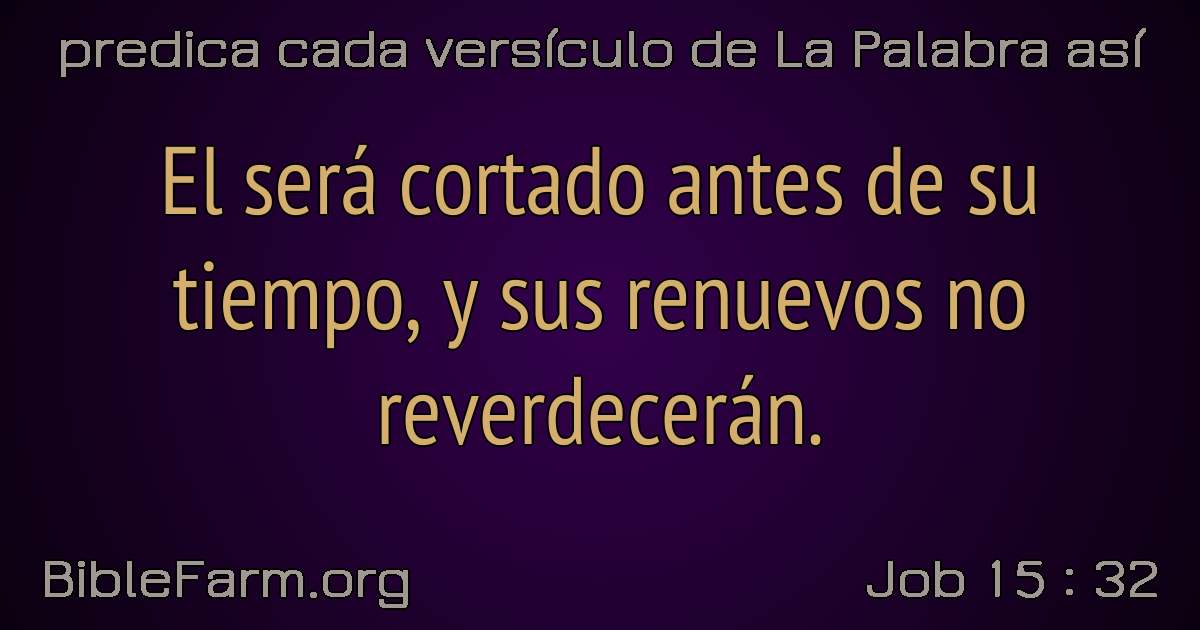 predica cada versículo de La Palabra así
El será cortado antes de su
tiempo, y sus renuevos no
reverdecerán.
BibleFarm.org
Job 15 : 32